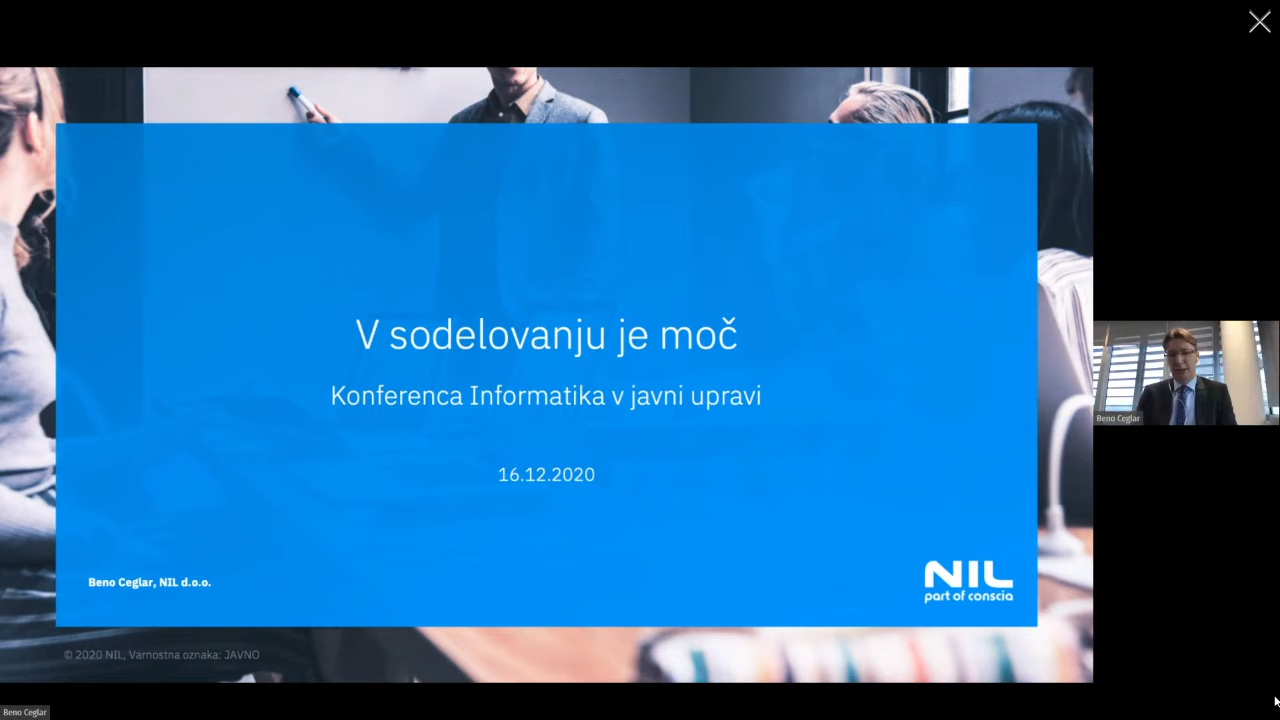 V sodelovanju je moč
Konferenca Informatika v javni upravi
16.12.2020
Beno Ceglar, NIL d.o.o.
NIL
part of conscia
© 2020 NIL, Varnostna oznaka: JAVNO
Beno Ceglar
Beno Ceglar